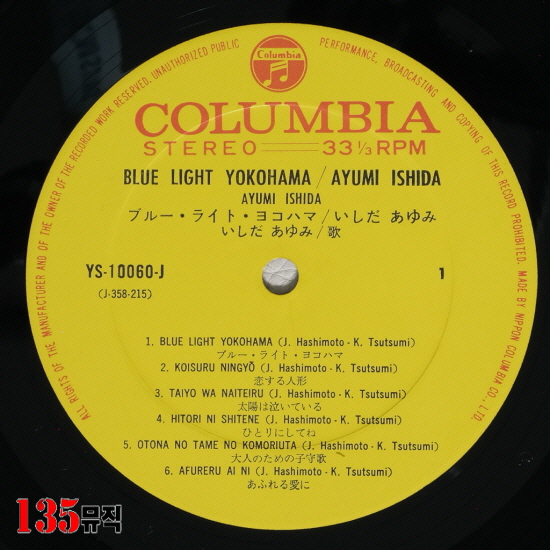 ALL RIGHTS OF THE MANUFACTURER AND OF THE OWNER OF THE RECORDED WORK RESERVED. UNAUTHORIZED PUBLIC PERFORMANCE, BROADCASTING AND COPYING OF THIS RECORD PROHIBITED. MADE BY NIPPON COLUMBIA CO., LTD.
Columbia
COLUMBIA
STEREO 33 1/3 RPM
BLUE LIGHT YOKOHAMA / AYUMI ISHIDA
AYUMI ISHIDA
ブルー・ライト・ヨコハマ / いしだ あゆみ
いしだ あゆみ / 歌
YS-10060-J
(J-358-215)
1
1. BLUE LIGHT YOKOHAMA (J. Hashimoto - K. Tsutsumi)
ブルー・ライト・ヨコハマ
2. KOISURU NINGYŌ (J. Hashimoto - K. Tsutsumi)
恋する人形
3. TAIYO WA NAITEIRU (J. Hashimoto - K. Tsutsumi)
太陽は泣いている
4. HITORI NI SHITENE (J. Hashimoto - K. Tsutsumi)
ひとりにしてね
5. OTONA NO TAME NO KOMORIUTA (J. Hashimoto - K. Tsutsumi)
大人のための子守歌
6. AFURERU AI NI (J. Hashimoto - K. Tsutsumi)
あふれる愛に
135뮤직